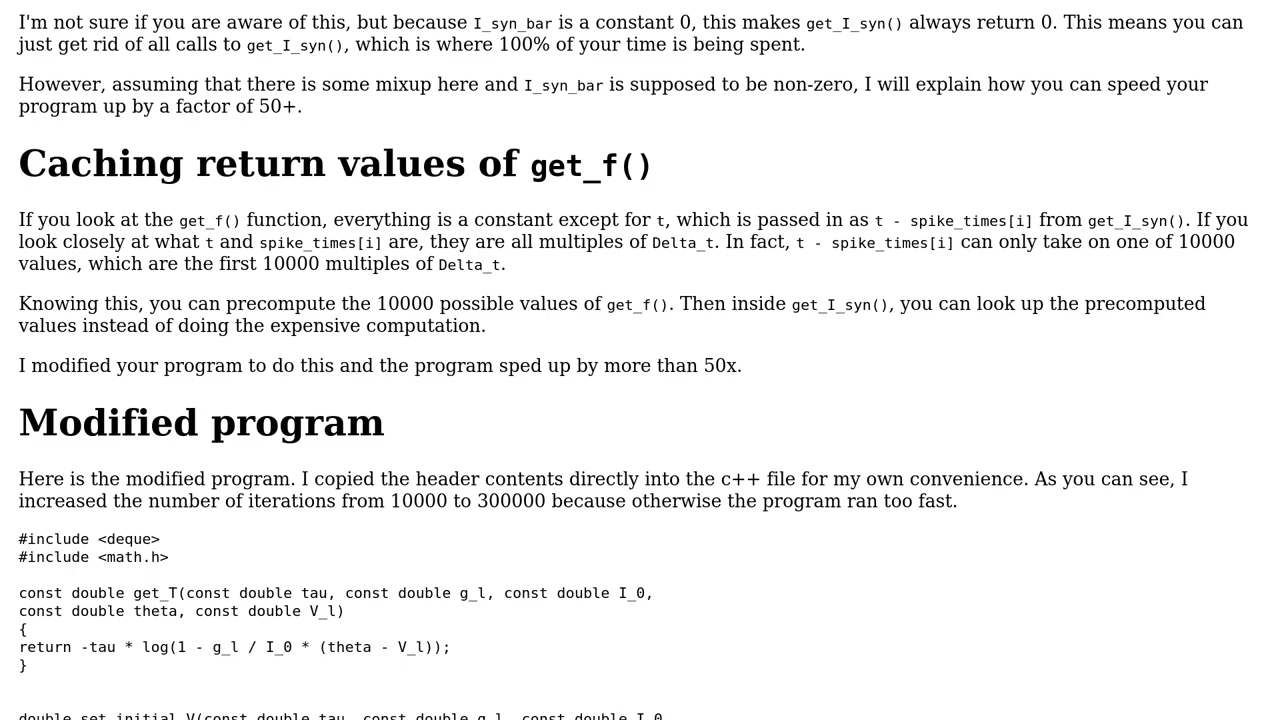 I'm not sure if you are aware of this, but because I_syn_bar is a constant 0, this makes get_I_syn() always return 0. This means you can
just get rid of all calls to get_I_syn(), which is where 100% of your time is being spent.
However, assuming that there is some mixup here and I_syn_bar is supposed to be non-zero, I will explain how you can speed your
program up by a factor of 50+.
Caching return values of get_f()
If you look at the get_f() function, everything is a constant except for t, which is passed in as t - spike_times[i] from get_I_syn(). If you
look closely at what t and spike_times[i] are, they are all multiples of Delta_t. In fact, t - spike_times[i] can only take on one of 10000
values, which are the first 10000 multiples of Delta_t.
Knowing this, you can precompute the 10000 possible values of get_f(). Then inside get_I_syn(), you can look up the precomputed
values instead of doing the expensive computation.
I modified your program to do this and the program sped up by more than 50x.
Modified program
Here is the modified program. I copied the header contents directly into the c++ file for my own convenience. As you can see, I
increased the number of iterations from 10000 to 300000 because otherwise the program ran too fast.
#include <deque>
#include <math.h>
const double get_T(const double tau, const double g_l, const double I_0,
const double theta, const double V_l)
{
return -tau * log(1 - g_l / I_0 * (theta - V_l));
}
double set_initial_V(const double tau, const double g_l, const double I_0,